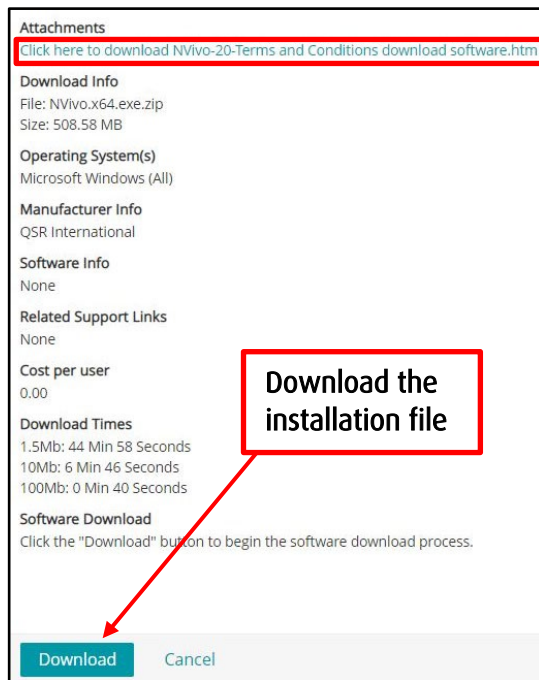 Attachments
Click here to download NVivo-20-Terms and Conditions download software.htm
Download Info
File: NVivo.x64.exe.zip
Size: 508.58 MB
Operating System(s)
Microsoft Windows (All)
Manufacturer Info
QSR International
Software Info
None
Related Support Links
None
Cost per user
0.00
Download the
installation file
Download Times
1.5Mb: 44 Min 58 Seconds
10Mb: 6 Min 46 Seconds
100Mb: 0 Min 40 Seconds
Software Download
Click the "Download" button to begin the software download process.
Download Cancel